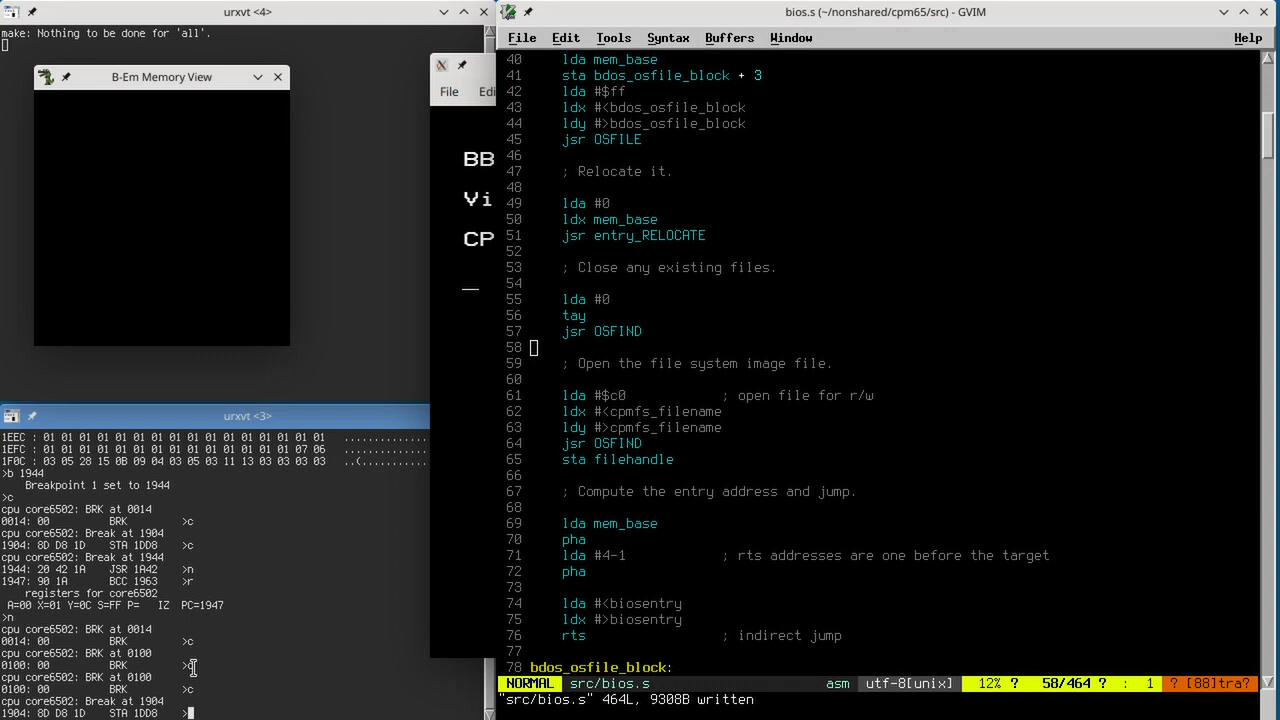 urxvt <4>
make: Nothing to be done for 'all'.
B-Em Memory View
File Edi
BB
Vi
CP
_
urxvt <3>
1EEC : 01 01 01 01 01 01 01 01 01 01 01 01 01 01 01 01 ................
1EFC : 01 01 01 01 01 01 01 01 01 01 01 01 01 01 07 06
1F0C : 03 05 28 15 0B 09 04 03 05 03 11 13 03 03 03 03 ..(.............
>b 1944
Breakpoint 1 set to 1944
>c
cpu core6502: BRK at 0014
0014: 00 BRK >c
cpu core6502: Break at 1904
1904: 8D D8 1D STA 1DD8 >c
cpu core6502: Break at 1944
1944: 20 42 1A JSR 1A42 >n
1947: 90 1A BCC 1963 >r
registers for core6502
A=00 X=01 Y=0C S=FF P= IZ PC=1947
>n
cpu core6502: BRK at 0014
0014: 00 BRK >c
cpu core6502: BRK at 0100
0100: 00 BRK >c
cpu core6502: BRK at 0100
0100: 00 BRK >c
cpu core6502: Break at 1904
1904: 8D D8 1D STA 1DD8 >
bios.s (~/nonshared/cpm65/src) - GVIM
File Edit Tools Syntax Buffers Window Help
40 lda mem_base
41 sta bdos_osfile_block + 3
42 lda #$ff
43 ldx #<bdos_osfile_block
44 ldy #>bdos_osfile_block
45 jsr OSFILE
46
47 ; Relocate it.
48
49 lda #0
50 ldx mem_base
51 jsr entry_RELOCATE
52
53 ; Close any existing files.
54
55 lda #0
56 tay
57 jsr OSFIND
58
59 ; Open the file system image file.
60
61 lda #$c0 ; open file for r/w
62 ldx #<cpmfs_filename
63 ldy #>cpmfs_filename
64 jsr OSFIND
65 sta filehandle
66
67 ; Compute the entry address and jump.
68
69 lda mem_base
70 pha
71 lda #4-1 ; rts addresses are one before the target
72 pha
73
74 lda #<biosentry
75 ldx #>biosentry
76 rts ; indirect jump
77
78 bdos_osfile_block:
NORMAL src/bios.s asm utf-8[unix] 12% ? 58/464 ? : 1 ? [88]tra?
"src/bios.s" 464L, 9308B written